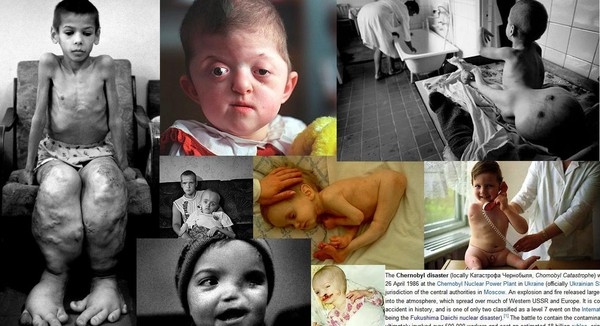 The Chernobyl disaster (locally Катастрофа Чернобыля, Chornobyl Catastrophe) w
26 April 1986 at the Chernobyl Nuclear Power Plant in Ukraine (officially Ukrainian S
jurisdiction of the central authorities in Moscow. An explosion and fire released large
into the atmosphere, which spread over much of Western USSR and Europe. It is co
accident in history, and is one of only two classified as a level 7 event on the Internat
being the Fukushima Daiichi nuclear disaster).[1] The battle to contain the contamina